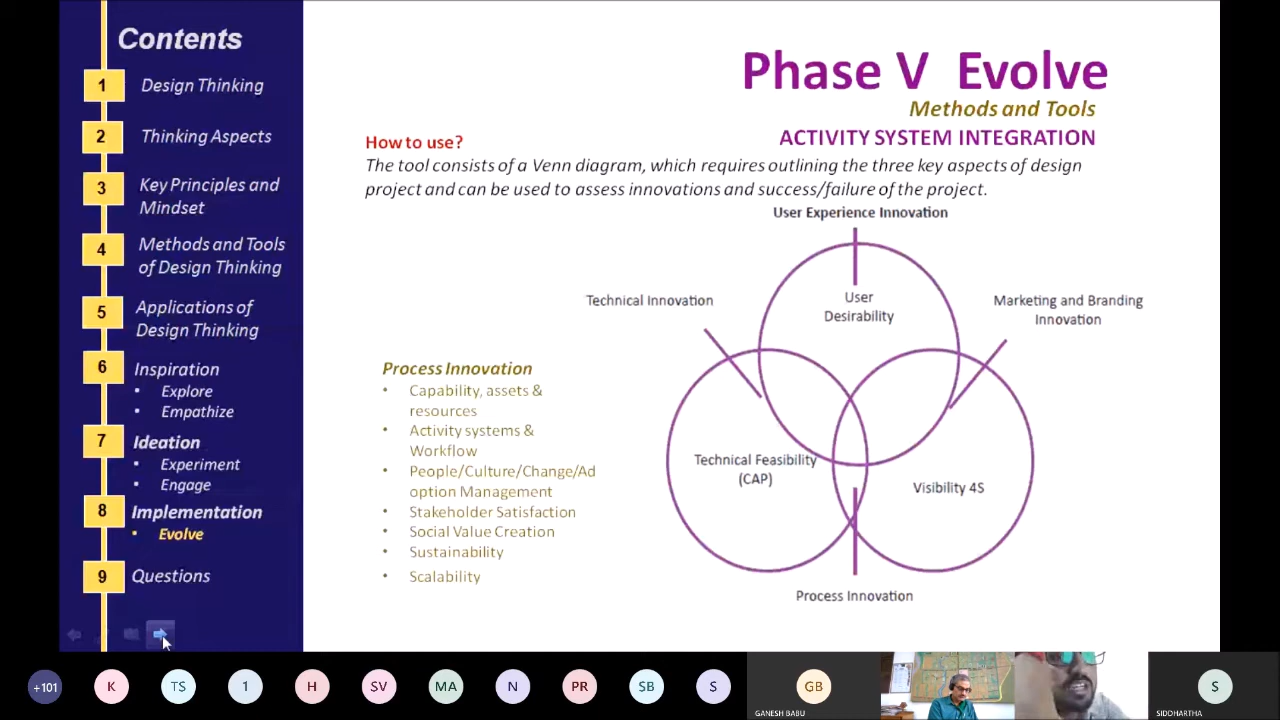 Contents
1
Design Thinking
2
Thinking Aspects
3
Key Principles and
Mindset
4
Methods and Tools
of Design Thinking
5
Applications of
Design Thinking
6
Inspiration
• Explore
• Empathize
7
Ideation
• Experiment
• Engage
8
Implementation
• Evolve
9
Questions
Phase V Evolve
Methods and Tools
ACTIVITY SYSTEM INTEGRATION
How to use?
The tool consists of a Venn diagram, which requires outlining the three key aspects of design
project and can be used to assess innovations and success/failure of the project.
User Experience Innovation
Technical Innovation
User
Desirability
Marketing and Branding
Innovation
Process Innovation
• Capability, assets &
resources
• Activity systems &
Workflow
• People/Culture/Change/Ad
option Management
• Stakeholder Satisfaction
• Social Value Creation
• Sustainability
• Scalability
Technical Feasibility
(CAP)
Visibility 4S
Process Innovation
+101
K
TS
1
H
SV
MA
N
PR
SB
S
GB
GANESH BABU
S
SIDDHARTHA